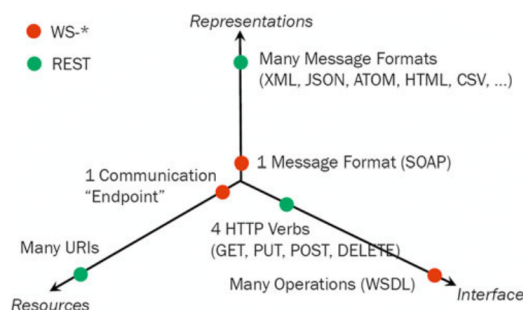 Representations
WS-*
REST
Many Message Formats
(XML, JSON, ATOM, HTML, CSV, ...)
1 Message Format (SOAP)
1 Communication
"Endpoint"
4 HTTP Verbs
(GET, PUT, POST, DELETE)
Many URIs
Many Operations (WSDL)
Resources
Interface